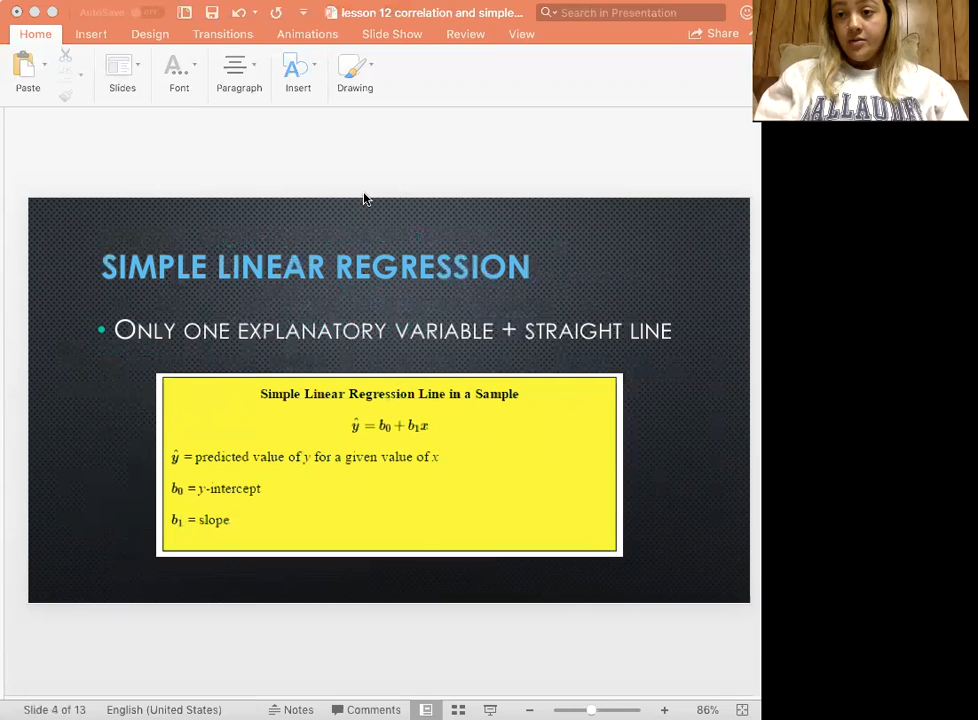 lesson 12 correlation and simple...
AutoSave OFF
Search in Presentation
Home Insert Design Transitions Animations Slide Show Review View Share
Paste Slides Font Paragraph Insert Drawing
GALLAUDET
SIMPLE LINEAR REGRESSION
• ONLY ONE EXPLANATORY VARIABLE + STRAIGHT LINE
Simple Linear Regression Line in a Sample
ŷ = b₀ + b₁x
ŷ = predicted value of y for a given value of x
b₀ = y-intercept
b₁ = slope
Slide 4 of 13 English (United States) Notes Comments 86%